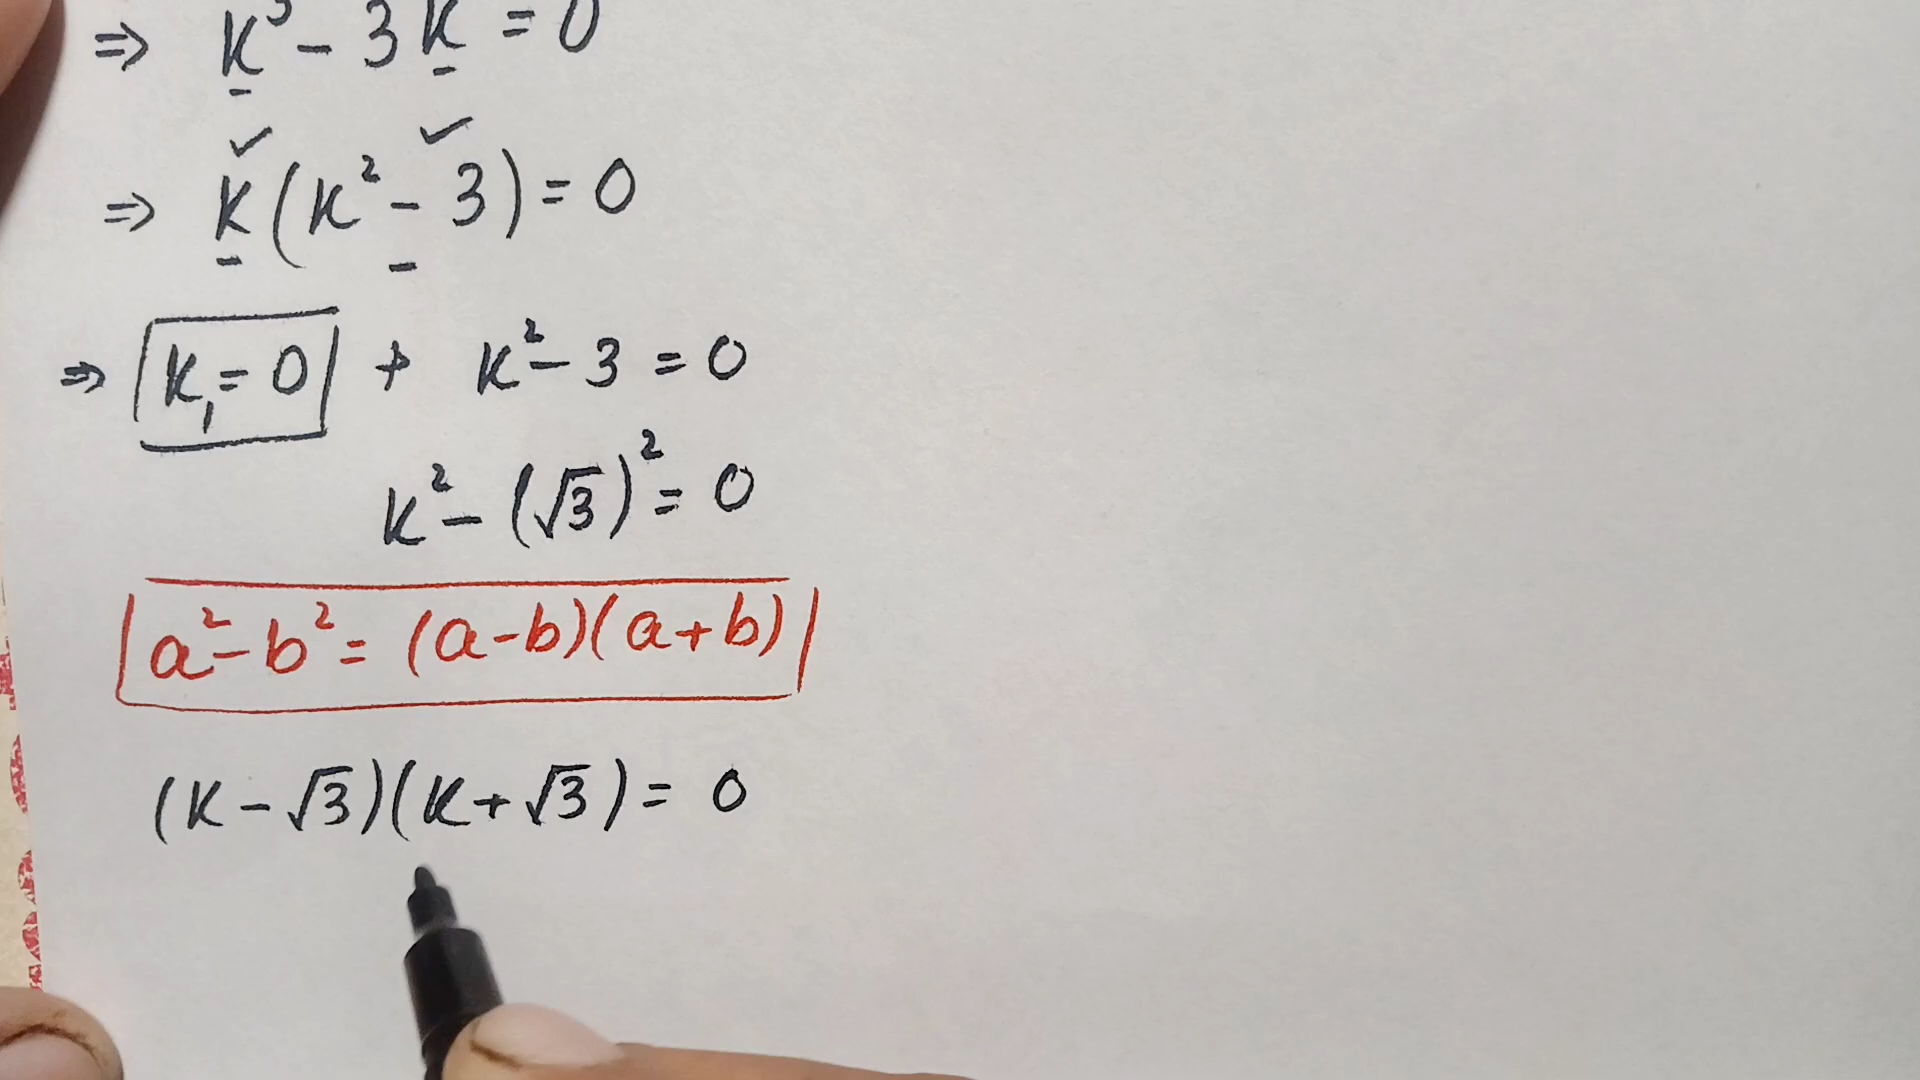 ⇒ K³ - 3K = 0
⇒ K(K² - 3) = 0
⇒ K₁ = 0 + K² - 3 = 0
K² - (√3)² = 0
a² - b² = (a - b)(a + b)
(K - √3)(K + √3) = 0